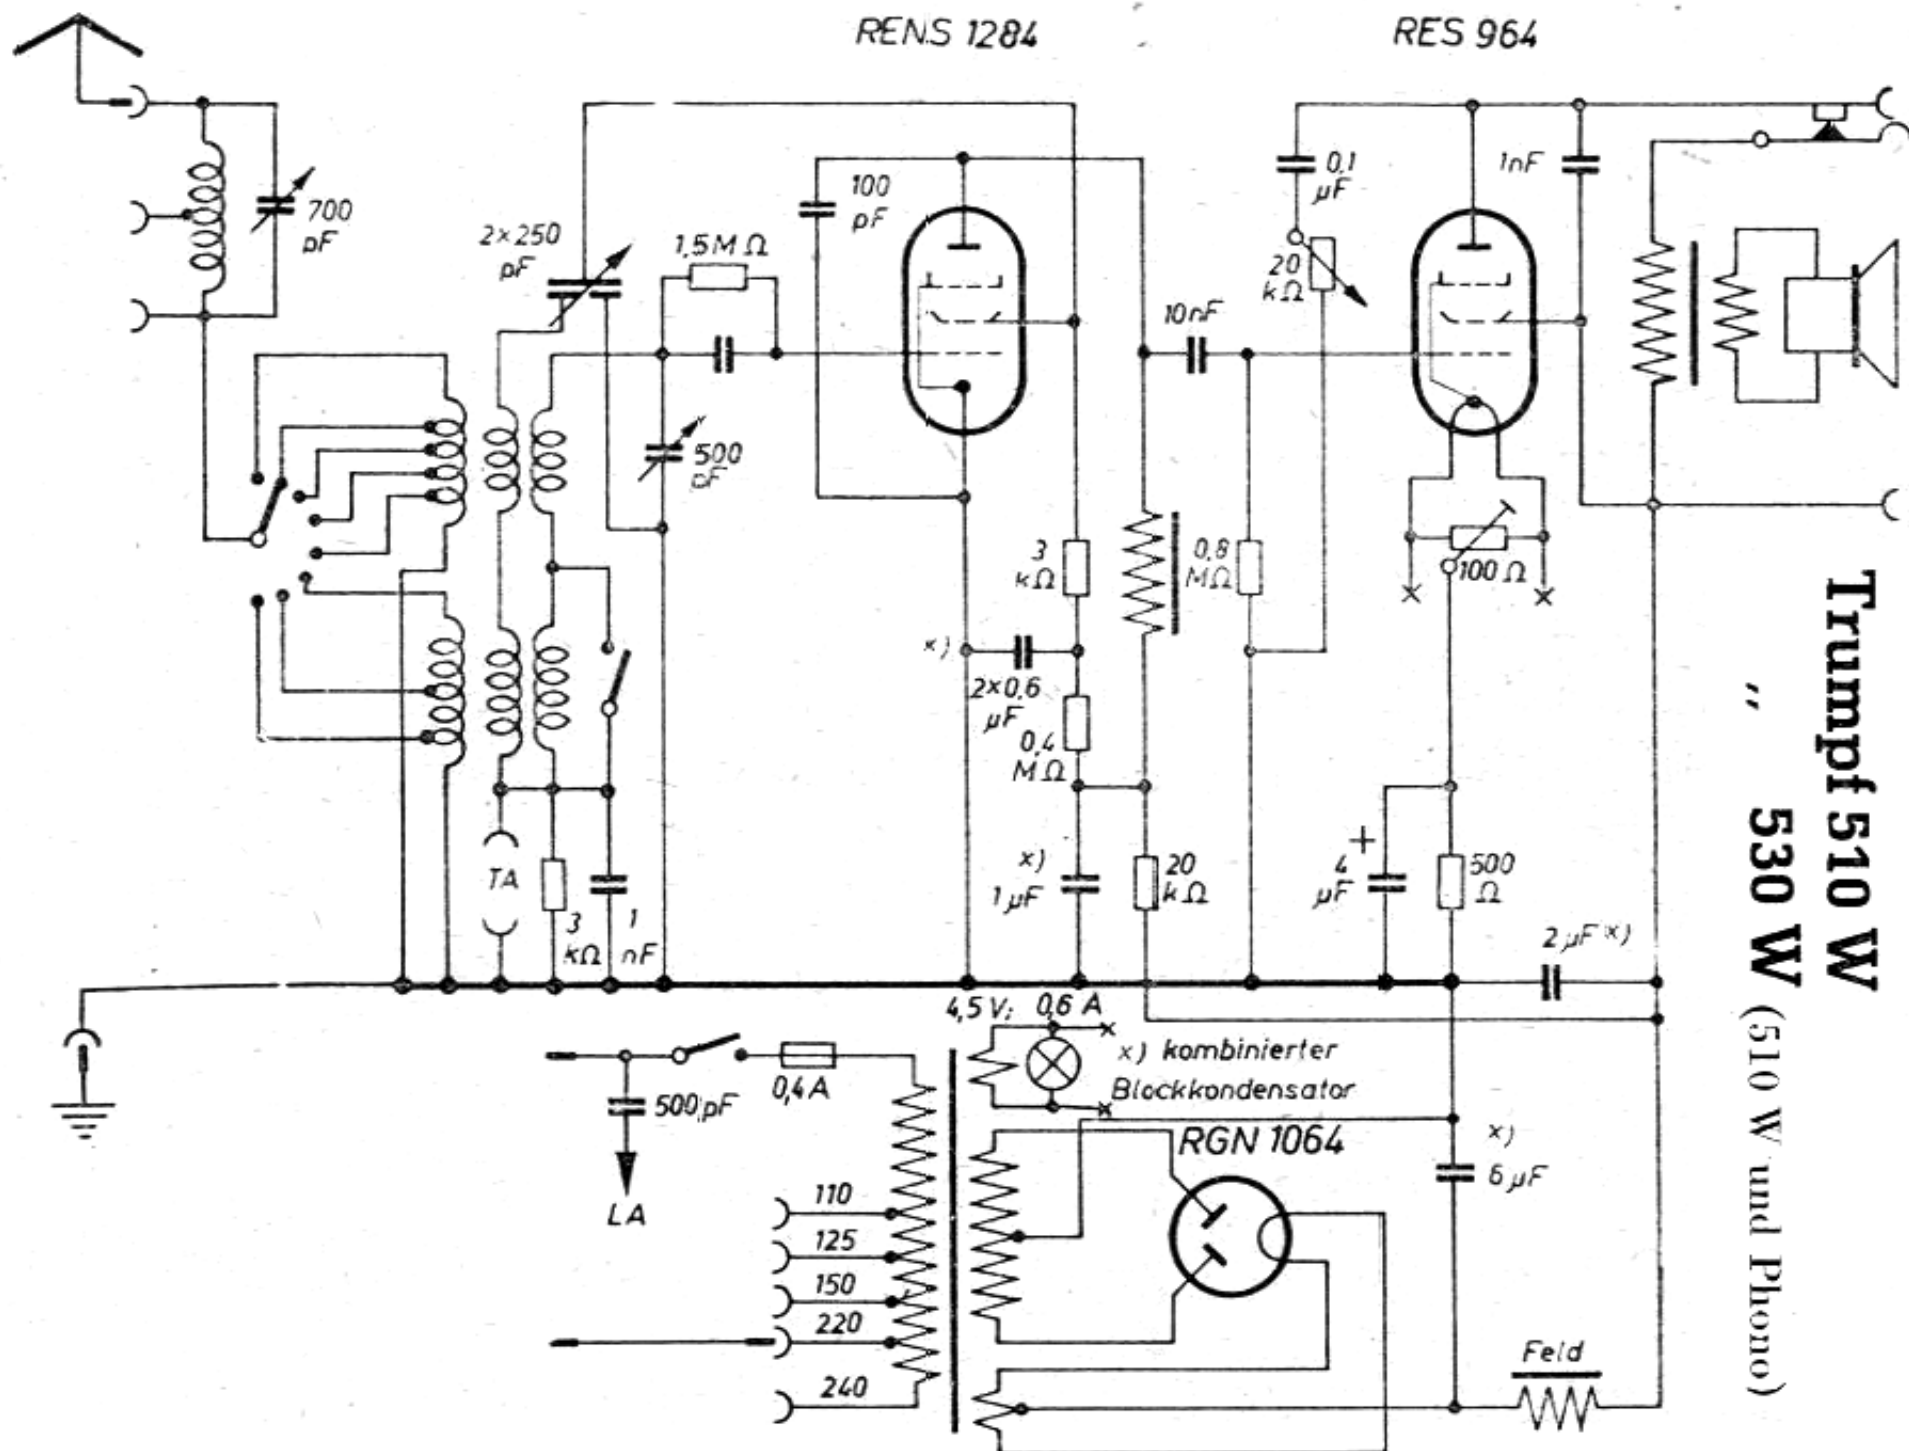 RENS 1284
RES 964
700
pF
2×250
pF
1,5 MΩ
100
pF
0,1
µF
1nF
20
kΩ
10nF
500
pF
3
kΩ
0,8
MΩ
100 Ω
x)
2×0,6
µF
0,4
MΩ
TA
3
kΩ
1
nF
x)
1 µF
20
kΩ
+
4
µF
500
Ω
2 µF x)
4,5 V; 0,6 A
x) kombinierter
Blockkondensator
0,4 A
500 pF
LA
RGN 1064
x)
6 µF
110
125
150
220
240
Feld
Trumpf 510 W
" 530 W (510 W und Phono)